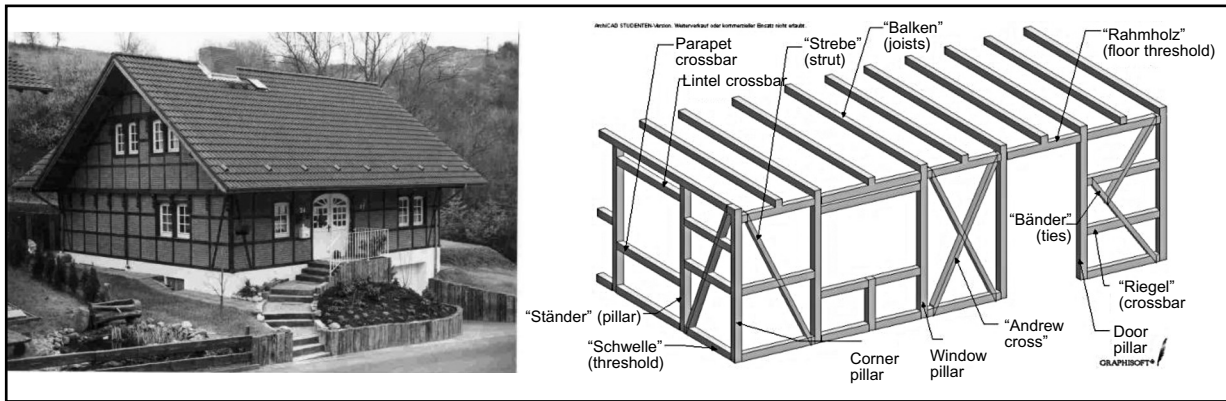 ArchiCAD STUDENTEN-Version. Weiterverkauf oder kommerzieller Einsatz nicht erlaubt.
Parapet
crossbar
Lintel crossbar
“Strebe”
(strut)
“Balken”
(joists)
“Rahmholz”
(floor threshold)
“Bänder”
(ties)
“Riegel”
(crossbar
“Ständer” (pillar)
“Schwelle”
(threshold)
Corner
pillar
Window
pillar
“Andrew
cross”
Door
pillar
GRAPHISOFT